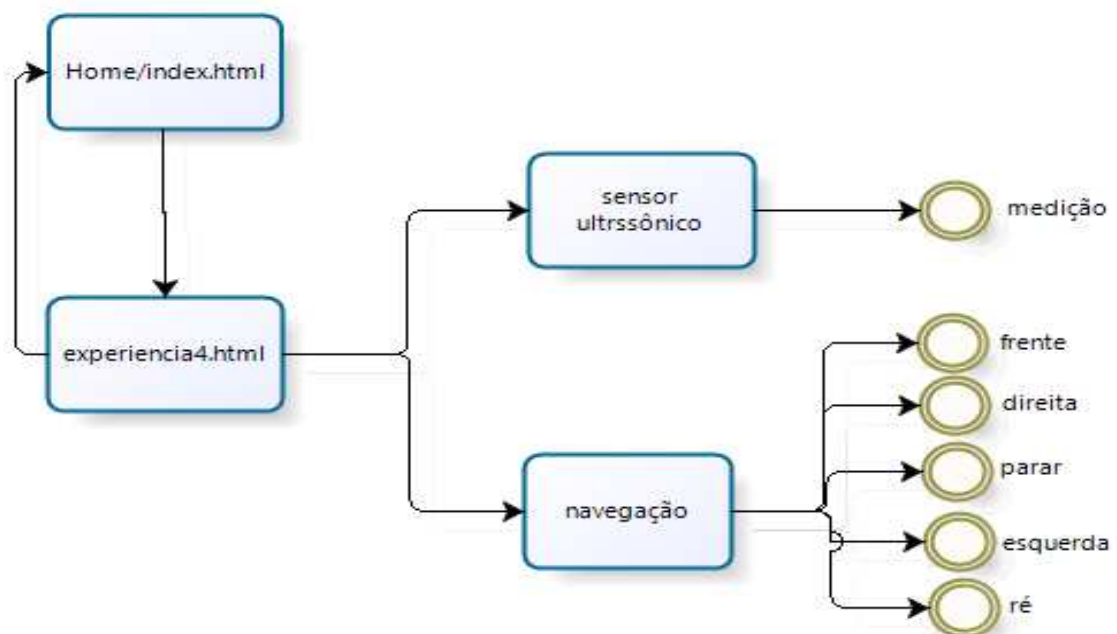 Home/index.html
experiencia4.html
sensor
ultrssônico
medição
navegação
frente
direita
parar
esquerda
ré